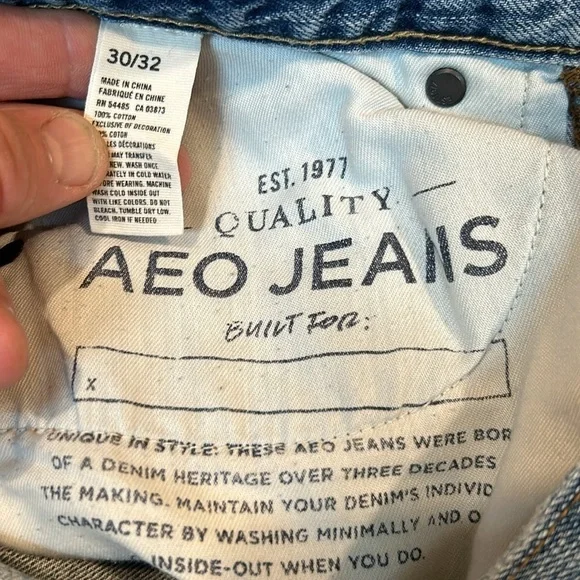 30/32
MADE IN CHINA
FABRIQUÉ EN CHINE
RN 54485 CA 03873
100% COTTON
EXCLUSIVE OF DECORATION
COTON
LES DÉCORATIONS
MAY TRANSFER
NEW. WASH ONCE
IN COLD WATER
BEFORE WEARING. MACHINE
WASH COLD INSIDE OUT
WITH LIKE COLORS. DO NOT
BLEACH. TUMBLE DRY LOW.
COOL IRON IF NEEDED
EST. 1977
QUALITY
AEO JEANS
BUILT FOR:
X
UNIQUE IN STYLE: THESE AEO JEANS WERE BOR
OF A DENIM HERITAGE OVER THREE DECADES
THE MAKING. MAINTAIN YOUR DENIM'S INDIVID
CHARACTER BY WASHING MINIMALLY AND O
INSIDE-OUT WHEN YOU DO.